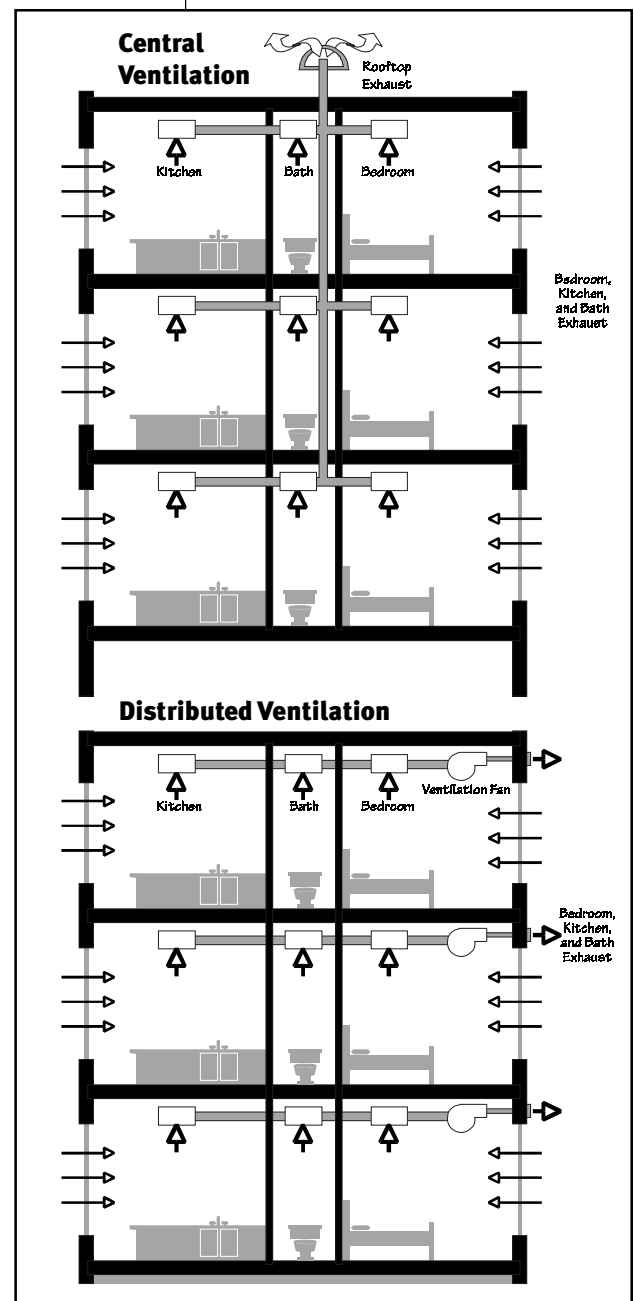 Central
Ventilation
Rooftop
Exhaust
Kitchen
Bath
Bedroom
Bedroom,
Kitchen,
and Bath
Exhaust
Distributed Ventilation
Ventilation Fan
Kitchen
Bath
Bedroom
Bedroom,
Kitchen,
and Bath
Exhaust